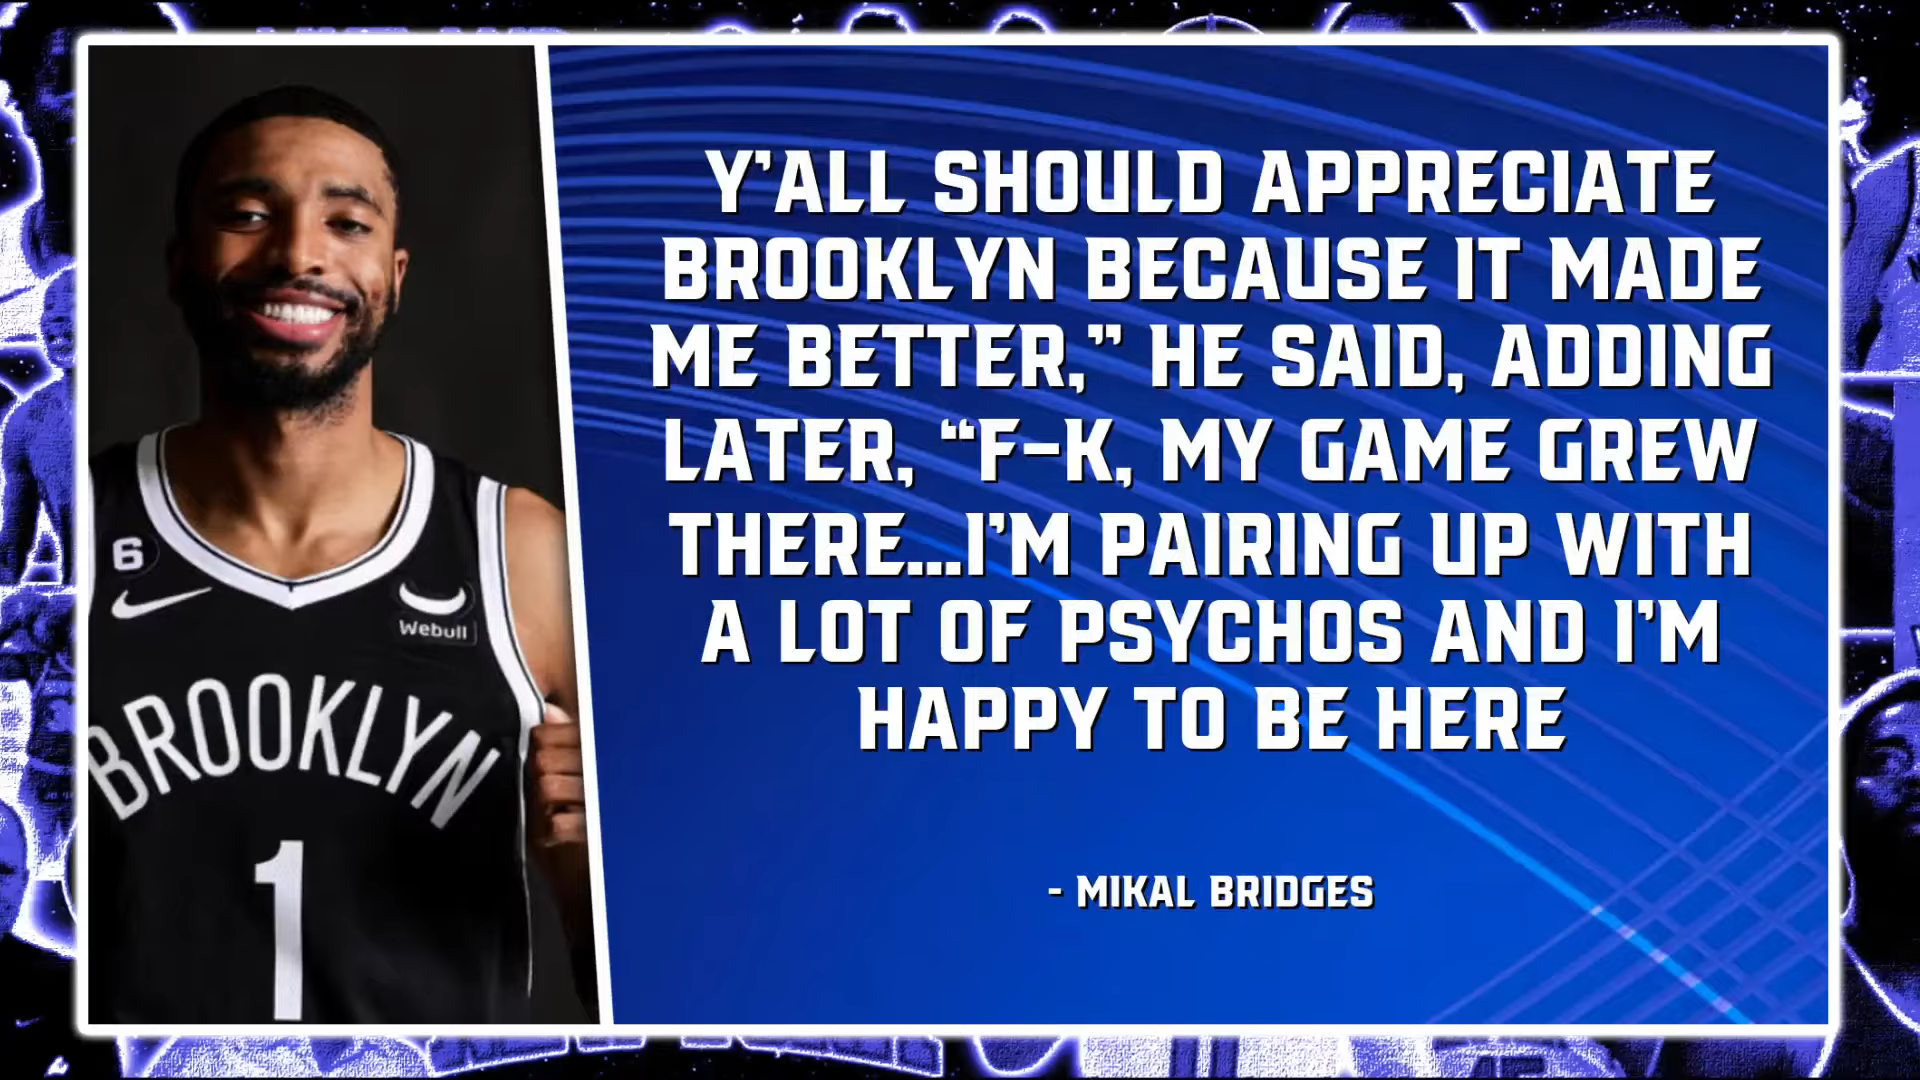 Y'ALL SHOULD APPRECIATE
BROOKLYN BECAUSE IT MADE
ME BETTER,” HE SAID, ADDING
LATER, “F-K, MY GAME GREW
THERE...I'M PAIRING UP WITH
A LOT OF PSYCHOS AND I'M
HAPPY TO BE HERE
- MIKAL BRIDGES
6
Webull
BROOKLYN
1